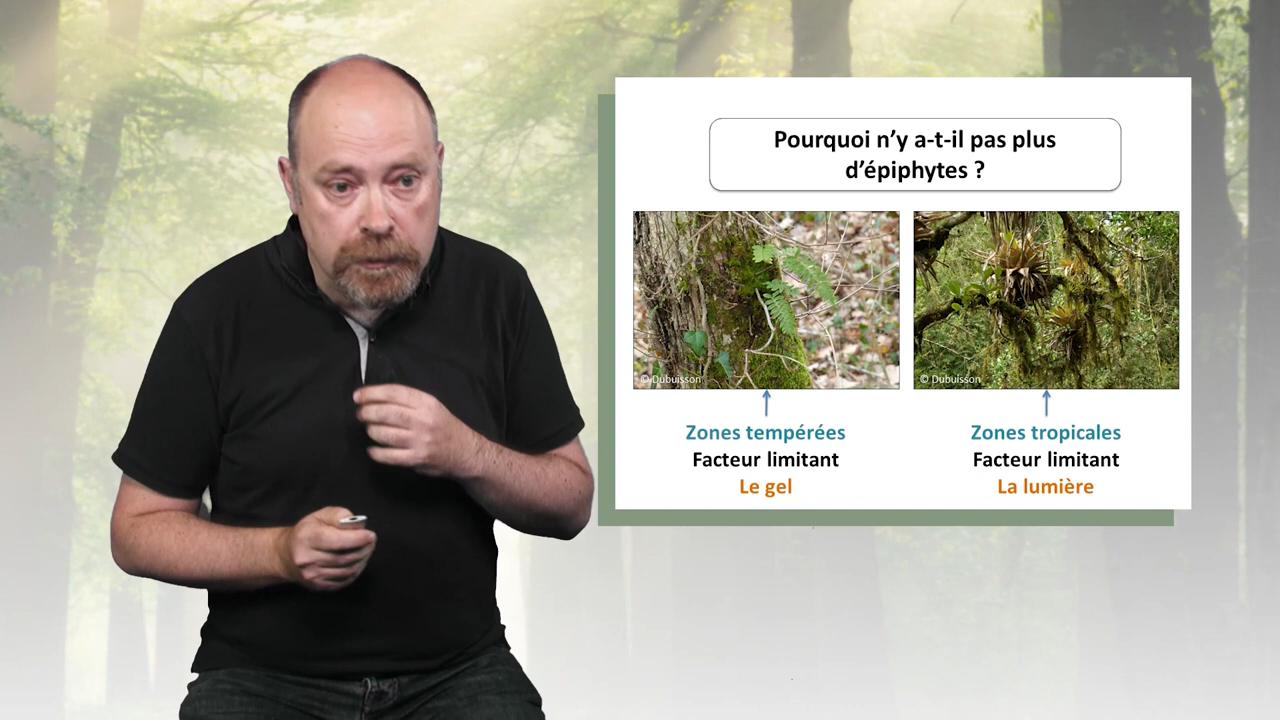 Pourquoi n’y a-t-il pas plus
d’épiphytes ?
© Dubuisson
© Dubuisson
Zones tempérées
Facteur limitant
Le gel
Zones tropicales
Facteur limitant
La lumière